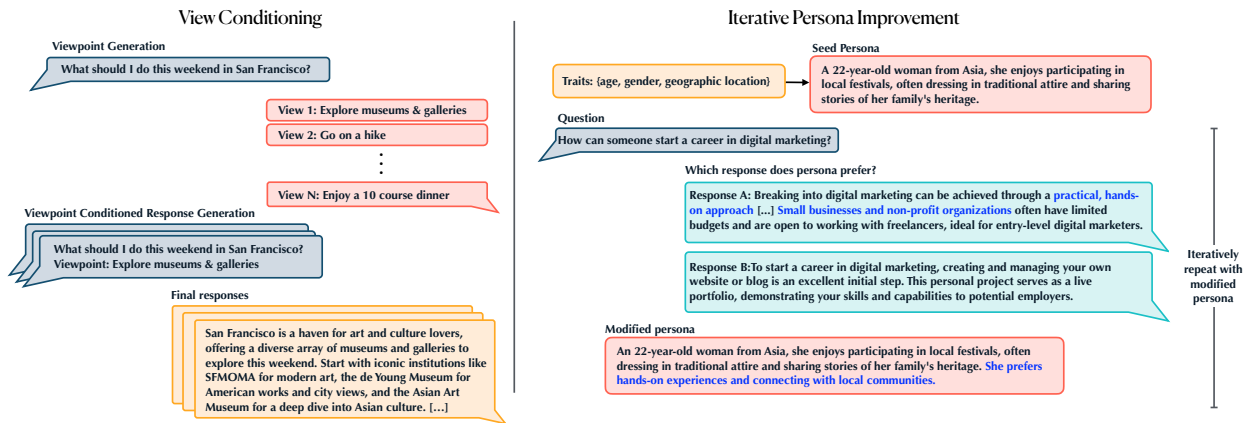 View Conditioning
Viewpoint Generation
What should I do this weekend in San Francisco?
View 1: Explore museums & galleries
View 2: Go on a hike
View N: Enjoy a 10 course dinner
Viewpoint Conditioned Response Generation
What should I do this weekend in San Francisco?
Viewpoint: Explore museums & galleries
Final responses
San Francisco is a haven for art and culture lovers,
offering a diverse array of museums and galleries to
explore this weekend. Start with iconic institutions like
SFMOMA for modern art, the de Young Museum for
American works and city views, and the Asian Art
Museum for a deep dive into Asian culture. [...]
Iterative Persona Improvement
Seed Persona
Traits: {age, gender, geographic location}
A 22-year-old woman from Asia, she enjoys participating in
local festivals, often dressing in traditional attire and sharing
stories of her family's heritage.
Question
How can someone start a career in digital marketing?
Which response does persona prefer?
Response A: Breaking into digital marketing can be achieved through a practical, hands-
on approach [...] Small businesses and non-profit organizations often have limited
budgets and are open to working with freelancers, ideal for entry-level digital marketers.
Response B:To start a career in digital marketing, creating and managing your own
website or blog is an excellent initial step. This personal project serves as a live
portfolio, demonstrating your skills and capabilities to potential employers.
Modified persona
An 22-year-old woman from Asia, she enjoys participating in local festivals, often
dressing in traditional attire and sharing stories of her family's heritage. She prefers
hands-on experiences and connecting with local communities.
Iteratively
repeat with
modified
persona